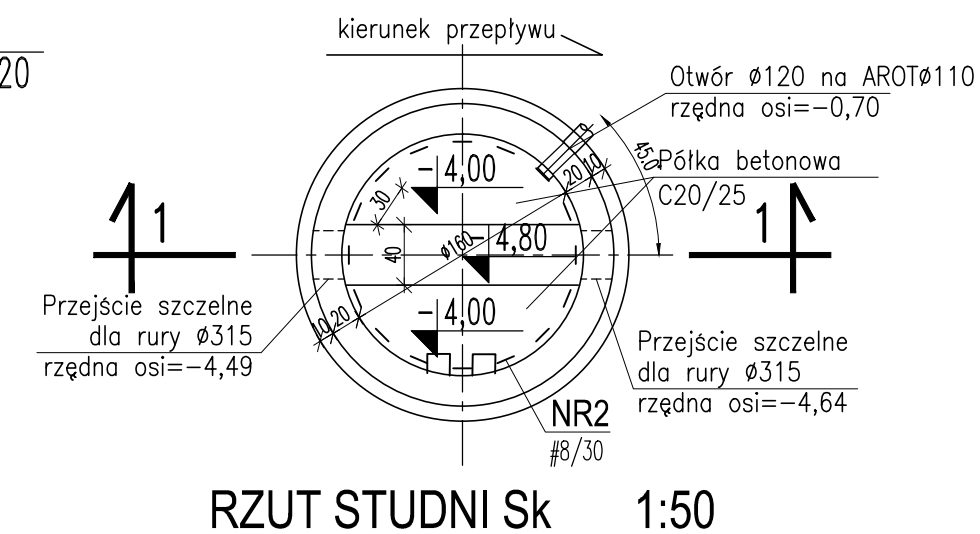 kierunek przepływu
20
Otwór ø120 na AROTø110
rzędna osi=-0,70
45.0
Półka betonowa
C20/25
- 4,00
20 10
30
1
1
40
ø160
- 4,80
Przejście szczelne
dla rury ø315
rzędna osi=-4,49
10 20
- 4,00
Przejście szczelne
dla rury ø315
rzędna osi=-4,64
NR2
#8/30
RZUT STUDNI Sk 1:50